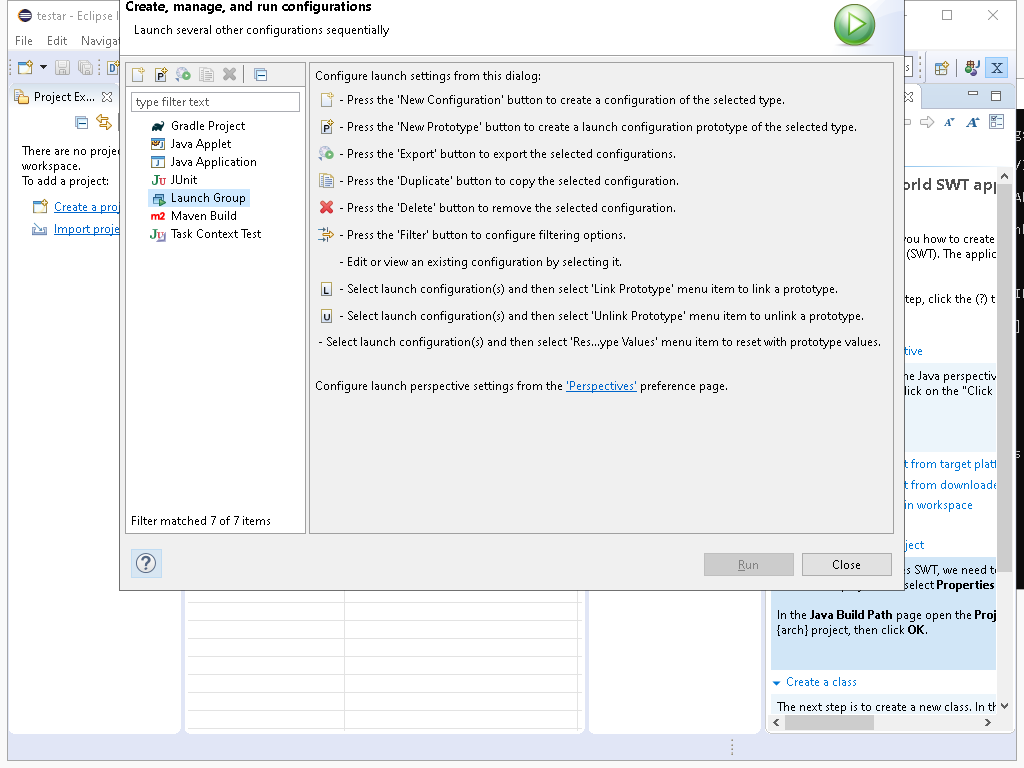 testar - Eclipse I
File Edit Navigat
Create, manage, and run configurations
Launch several other configurations sequentially
Project Ex...
There are no projec
workspace.
To add a project:
Create a proj
Import proje
type filter text
Gradle Project
Java Applet
Java Application
JUnit
Launch Group
Maven Build
Task Context Test
Filter matched 7 of 7 items
Configure launch settings from this dialog:
- Press the 'New Configuration' button to create a configuration of the selected type.
- Press the 'New Prototype' button to create a launch configuration prototype of the selected type.
- Press the 'Export' button to export the selected configurations.
- Press the 'Duplicate' button to copy the selected configuration.
- Press the 'Delete' button to remove the selected configuration.
- Press the 'Filter' button to configure filtering options.
- Edit or view an existing configuration by selecting it.
L - Select launch configuration(s) and then select 'Link Prototype' menu item to link a prototype.
U - Select launch configuration(s) and then select 'Unlink Prototype' menu item to unlink a prototype.
- Select launch configuration(s) and then select 'Res...ype Values' menu item to reset with prototype values.
Configure launch perspective settings from the 'Perspectives' preference page.
Run
Close
orld SWT app
you how to create
(SWT). The applic
tep, click the (?) t
tive
he Java perspectiv
lick on the "Click
t from target platf
t from downloade
in workspace
ject
s SWT, we need to
select Properties
In the Java Build Path page open the Proj
{arch} project, then click OK.
Create a class
The next step is to create a new class. In th